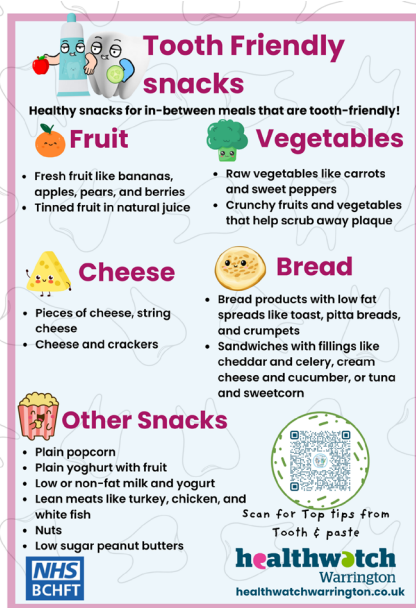 Tooth Friendly
snacks
Healthy snacks for in-between meals that are tooth-friendly!
Fruit
• Fresh fruit like bananas,
apples, pears, and berries
• Tinned fruit in natural juice
Vegetables
• Raw vegetables like carrots
and sweet peppers
• Crunchy fruits and vegetables
that help scrub away plaque
Cheese
• Pieces of cheese, string
cheese
• Cheese and crackers
Bread
• Bread products with low fat
spreads like toast, pitta breads,
and crumpets
• Sandwiches with fillings like
cheddar and celery, cream
cheese and cucumber, or tuna
and sweetcorn
Other Snacks
• Plain popcorn
• Plain yoghurt with fruit
• Low or non-fat milk and yogurt
• Lean meats like turkey, chicken, and
white fish
• Nuts
• Low sugar peanut butters
Scan for Top tips from
Tooth & paste
NHS
BCHFT
healthwatch
Warrington
healthwatchwarrington.co.uk